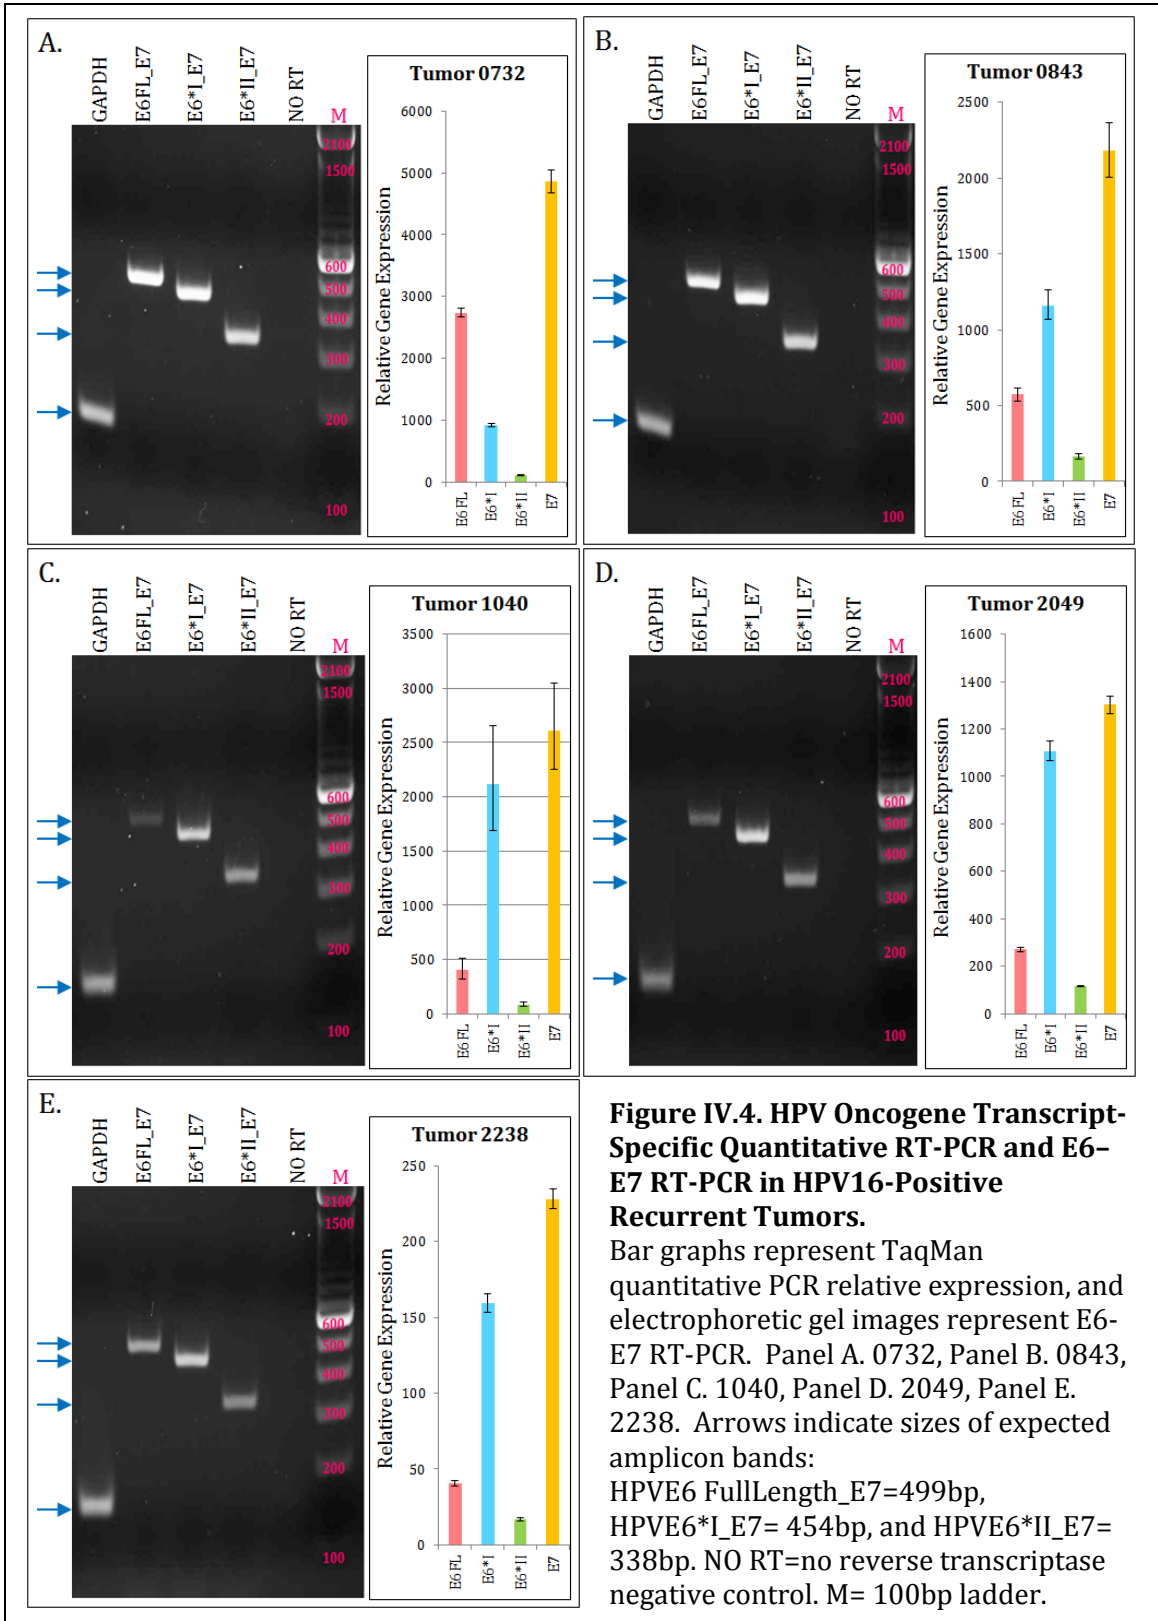 A.
GAPDH
E6FL_E7
E6*I_E7
E6*II_E7
NO RT
M
2100
1500
600
500
400
300
200
100
Tumor 0732
Relative Gene Expression
6000
5000
4000
3000
2000
1000
0
E6FL
E6*I
E6*II
E7
B.
GAPDH
E6FL_E7
E6*I_E7
E6*II_E7
NO RT
M
2100
1500
600
500
400
300
200
100
Tumor 0843
Relative Gene Expression
2500
2000
1500
1000
500
0
E6FL
E6*I
E6*II
E7
C.
GAPDH
E6FL_E7
E6*I_E7
E6*II_E7
NO RT
M
2100
1500
600
500
400
300
200
100
Tumor 1040
Relative Gene Expression
3500
3000
2500
2000
1500
1000
500
0
E6FL
E6*I
E6*II
E7
D.
GAPDH
E6FL_E7
E6*I_E7
E6*II_E7
NO RT
M
2100
1500
600
500
400
300
200
100
Tumor 2049
Relative Gene Expression
1600
1400
1200
1000
800
600
400
200
0
E6FL
E6*I
E6*II
E7
E.
GAPDH
E6FL_E7
E6*I_E7
E6*II_E7
NO RT
M
2100
1500
600
500
400
300
200
100
Tumor 2238
Relative Gene Expression
250
200
150
100
50
0
E6FL
E6*I
E6*II
E7
Figure IV.4. HPV Oncogene Transcript-
Specific Quantitative RT-PCR and E6–
E7 RT-PCR in HPV16-Positive
Recurrent Tumors.
Bar graphs represent TaqMan
quantitative PCR relative expression, and
electrophoretic gel images represent E6-
E7 RT-PCR. Panel A. 0732, Panel B. 0843,
Panel C. 1040, Panel D. 2049, Panel E.
2238. Arrows indicate sizes of expected
amplicon bands:
HPVE6 FullLength_E7=499bp,
HPVE6*I_E7= 454bp, and HPVE6*II_E7=
338bp. NO RT=no reverse transcriptase
negative control. M= 100bp ladder.